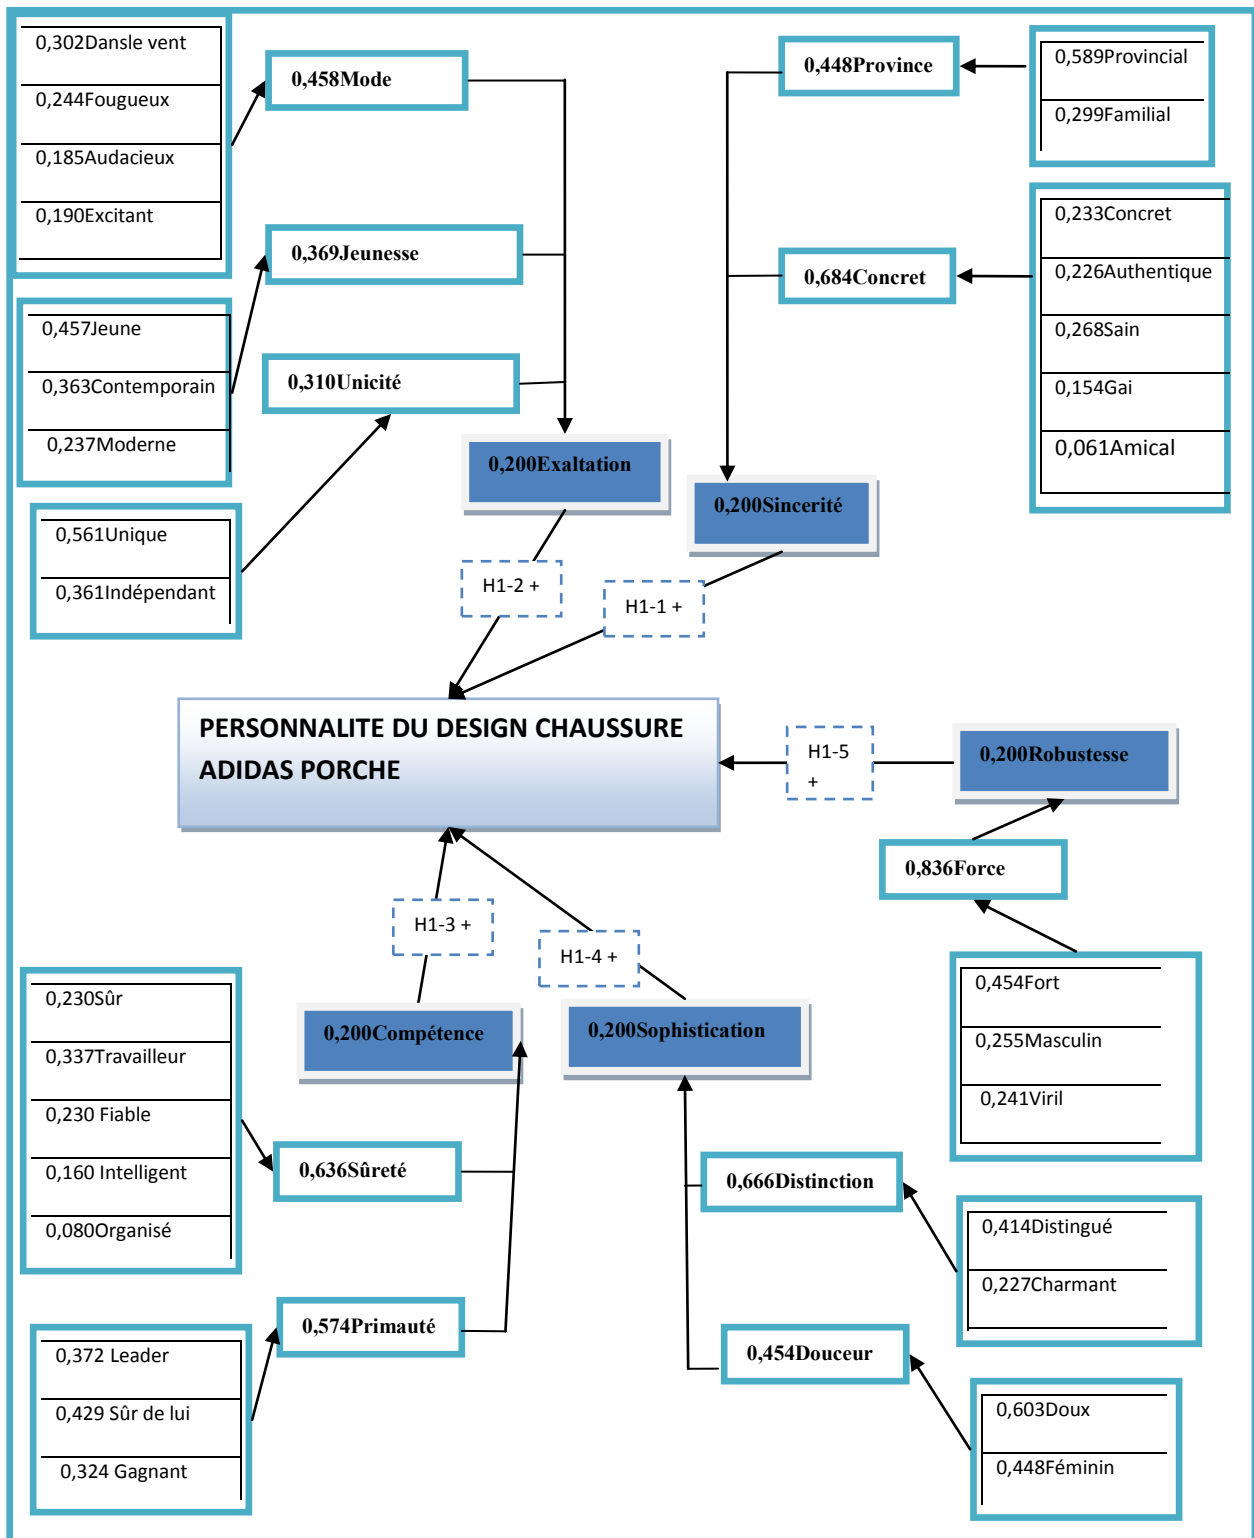 0,302Dansle vent
0,244Fougueux
0,185Audacieux
0,190Excitant
0,458Mode
0,448Province
0,589Provincial
0,299Familial
0,369Jeunesse
0,684Concret
0,233Concret
0,226Authentique
0,268Sain
0,154Gai
0,061Amical
0,457Jeune
0,363Contemporain
0,237Moderne
0,310Unicité
0,200Exaltation
0,200Sincerité
0,561Unique
0,361Indépendant
H1-2 +
H1-1 +
PERSONNALITE DU DESIGN CHAUSSURE
ADIDAS PORCHE
H1-5
+
0,200Robustesse
0,836Force
H1-3 +
H1-4 +
0,454Fort
0,255Masculin
0,241Viril
0,230Sûr
0,337Travailleur
0,230 Fiable
0,160 Intelligent
0,080Organisé
0,200Compétence
0,200Sophistication
0,636Sûreté
0,666Distinction
0,414Distingué
0,227Charmant
0,574Primauté
0,454Douceur
0,372 Leader
0,429 Sûr de lui
0,324 Gagnant
0,603Doux
0,448Féminin